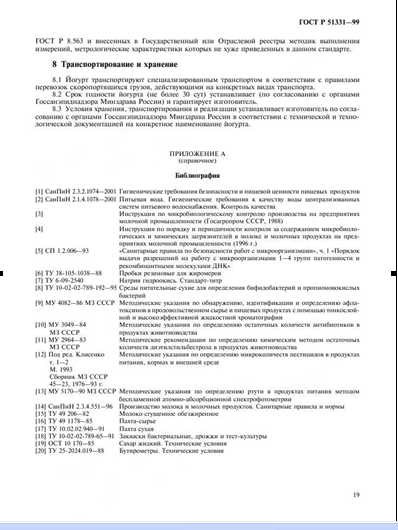 ГОСТ Р 51331—99
ГОСТ Р 8.563 и внесенных в Государственный или Отраслевой реестры методик выполнения
измерений, метрологические характеристики которых не хуже приведенных в данном стандарте.
8 Транспортирование и хранение
8.1 Йогурт транспортируют специализированным транспортом в соответствии с правилами
перевозок скоропортящихся грузов, действующими на конкретных видах транспорта.
8.2 Срок годности йогурта (не более 30 сут) устанавливает (по согласованию с органами
Госсанэпиднадзора Минздрава России) и гарантирует изготовитель.
8.3 Условия хранения, транспортирования и реализации устанавливает изготовитель по согла-
сованию с органами Госсанэпиднадзора Минздрава России в соответствии с технической и техно-
логической документацией на конкретное наименование йогурта.
ПРИЛОЖЕНИЕ А
(справочное)
Библиография
[1] СанПиН 2.3.2.1074—2001 Гигиенические требования безопасности и пищевой ценности пищевых продуктов
[2] СанПиН 2.1.4.1078—2001 Питьевая вода. Гигиенические требования к качеству воды централизованных
систем питьевого водоснабжения. Контроль качества
[3] Инструкция по микробиологическому контролю производства на предприятиях
молочной промышленности (Госагропром СССР, 1988)
[4] Инструкция по порядку и периодичности контроля за содержанием микробиоло-
гических и химических загрязнителей в молоке и молочных продуктах на пред-
приятиях молочной промышленности (1996 г.)
[5] СП 1.2.006—93 «Санитарные правила по безопасности работ с микроорганизмами», ч. 1 «Порядок
выдачи разрешений на работу с микроорганизмами 1—4 групп патогенности и
рекомбинантными молекулами ДНК»
[6] ТУ 38-105-1038—88 Пробки резиновые для жиромеров
[7] ТУ 6-09-2540 Натрия гидроокись. Стандарт-титр
[8] ТУ 10-02-02-789-192—95 Среды питательные сухие для определения бифидобактерий и пропионовокислых
бактерий
[9] МУ 4082—86 МЗ СССР Методические указания по обнаружению, идентификации и определению афла-
токсинов в продовольственном сырье и пищевых продуктах с помощью тонкослой-
ной и высокоэффективной жидкостной хроматографии
[10] МУ 3049—84 Методические указания по определению остаточных количеств антибиотиков в
МЗ СССР продуктах животноводства
[11] МУ 2964—83 Методические рекомендации по определению химическим методом остаточных
МЗ СССР количеств диэтилстильбестрола в продуктах животноводства
[12] Под ред. Клисенко Методические указания по определению микроколичеств пестицидов в продуктах
т. 1—2 питания, кормах и внешней среде
М. 1993
Сборник МЗ СССР
45—23, 1976—93 г.
[13] МУ 5170—90 МЗ СССР Методические указания по определению ртути в продуктах питания методом
беспламенной атомно-абсорбционной спектрофотометрии
[14] СанПиН 2.3.4.551—96 Производство молока и молочных продуктов. Санитарные правила и нормы
[15] ТУ 49 206—82 Молоко сгущенное обезжиренное
[16] ТУ 49 1178—85 Пахта-сырье
[17] ТУ 10.02.02.940—91 Пахта сухая
[18] ТУ 10-02-02-789-65—91 Закваски бактериальные, дрожжи и тест-культуры
[19] ОСТ 10 170—85 Сахар жидкий. Технические условия
[20] ТУ 25-2024.019—88 Бутирометры. Технические условия
19